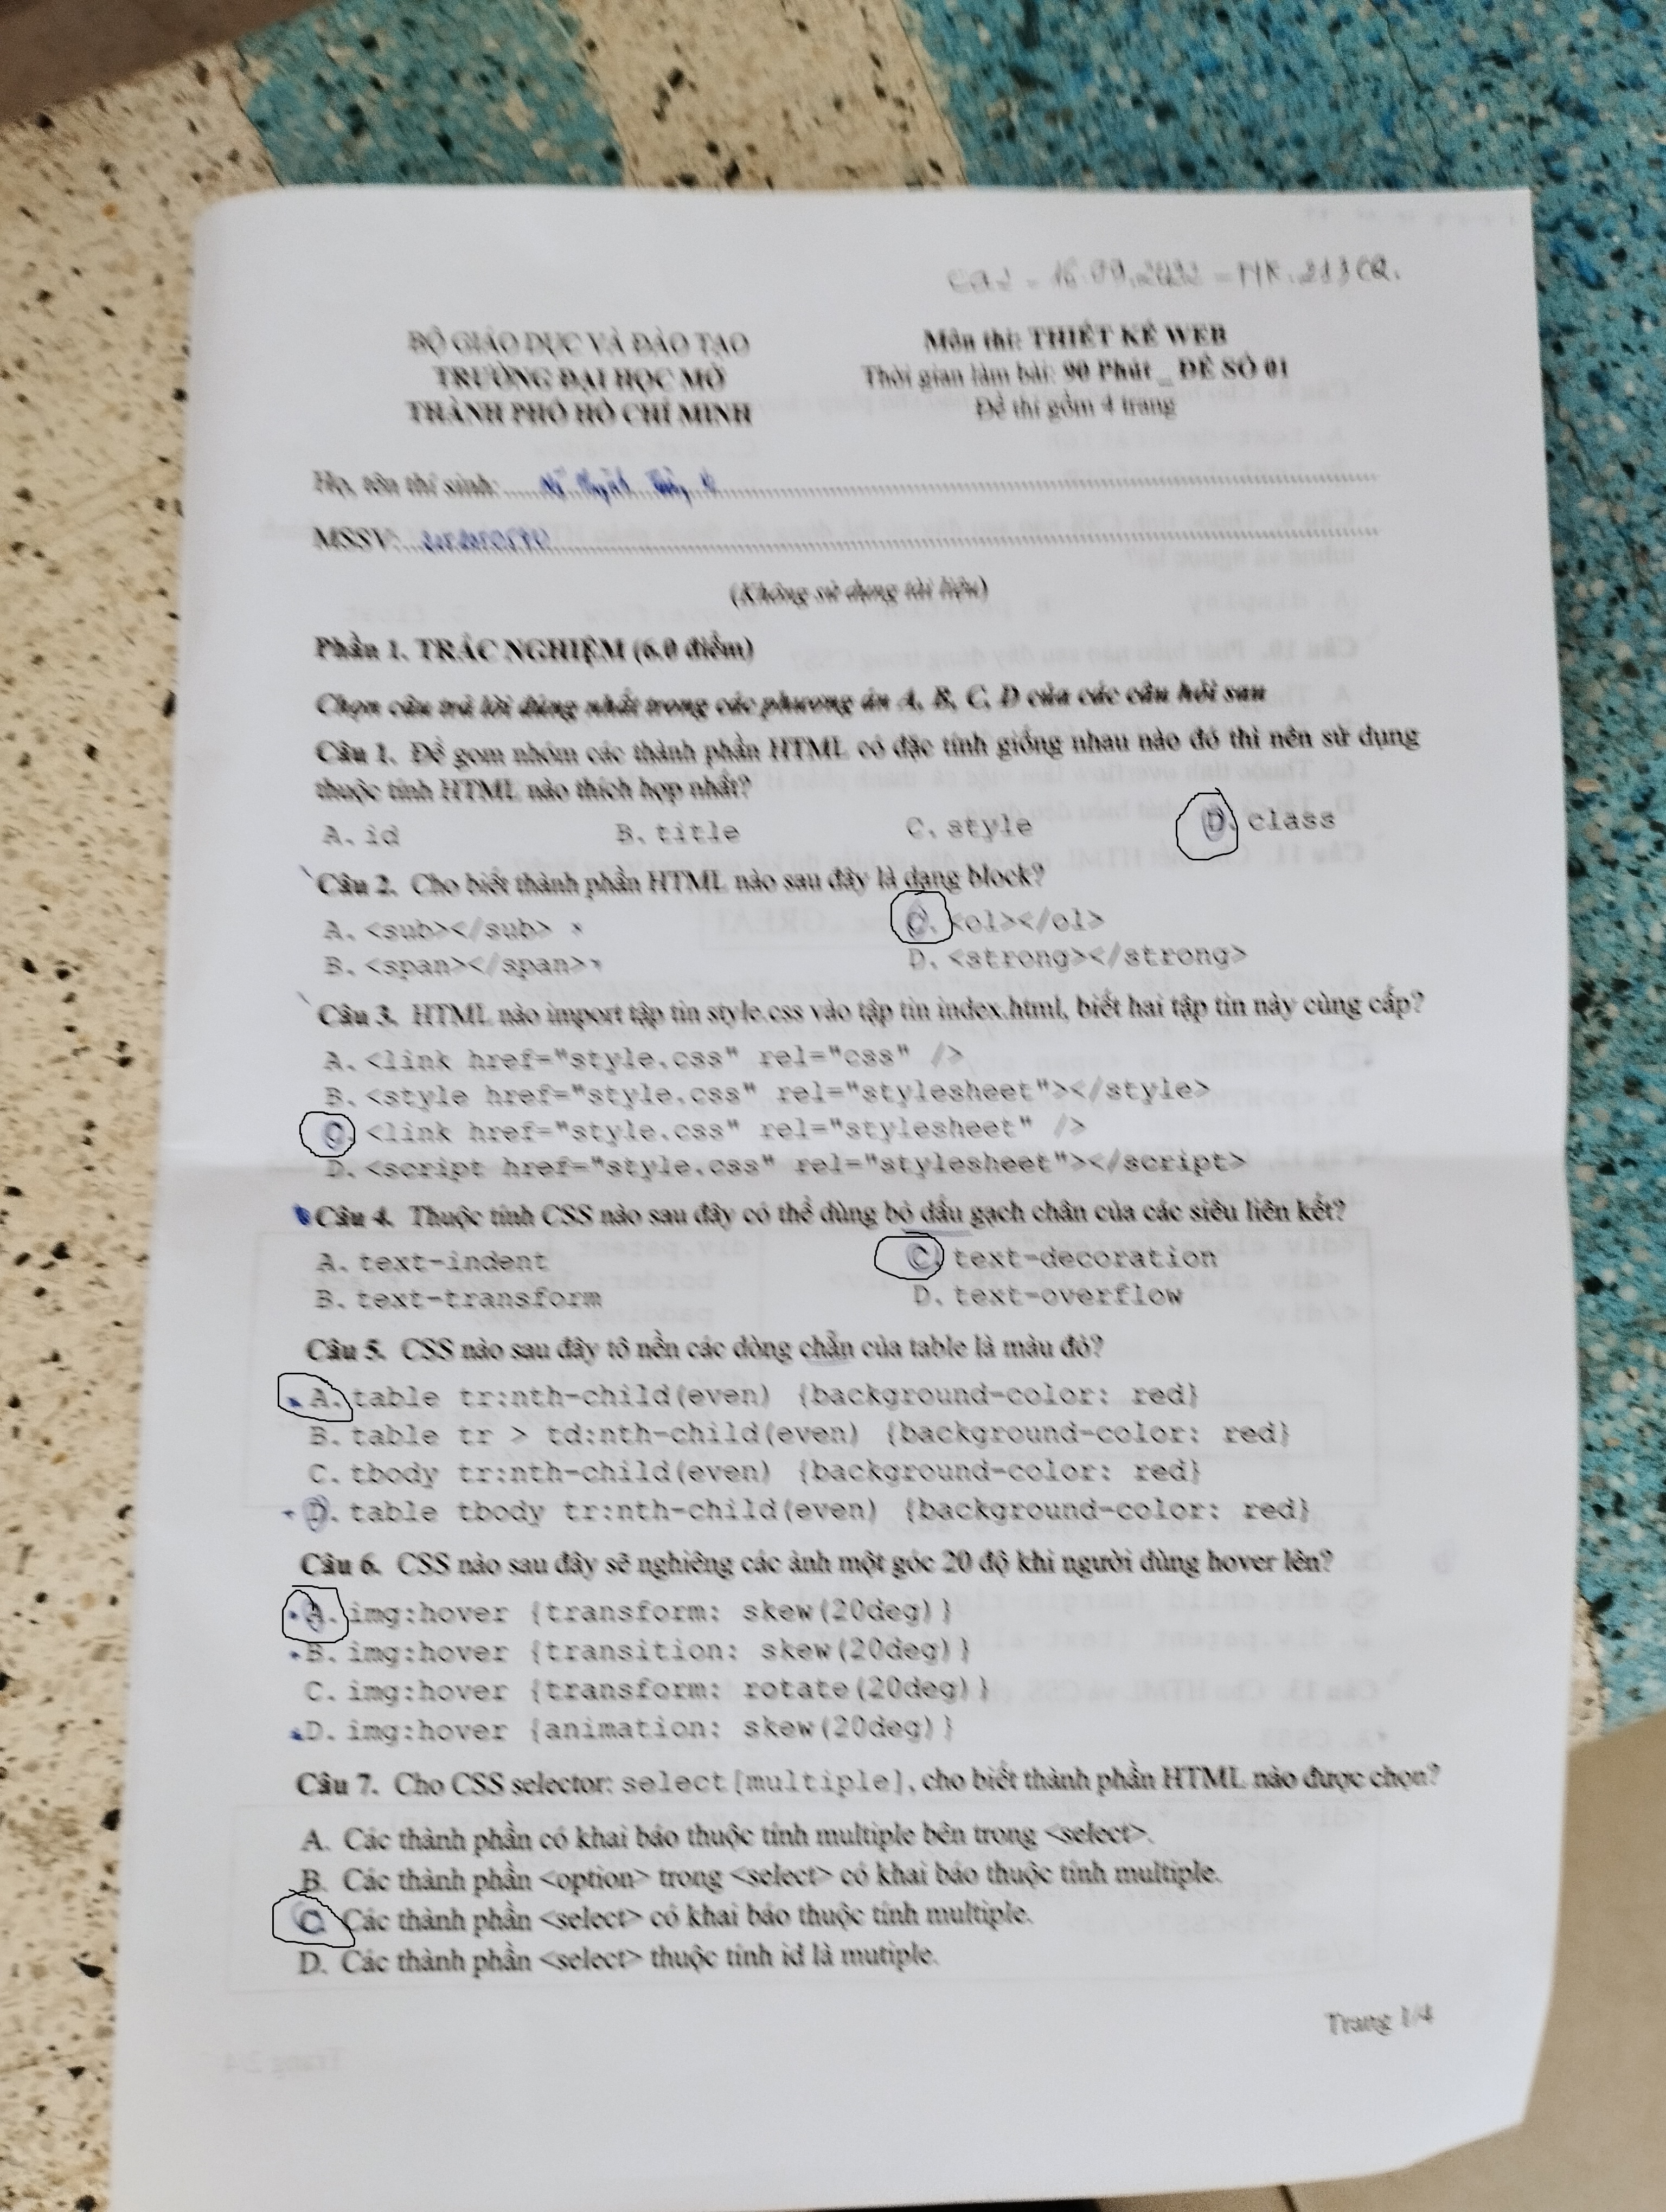 BỘ GIÁO DỤC VÀ ĐÀO TẠO
TRƯỜNG ĐẠI HỌC MỞ
THÀNH PHỐ HỒ CHÍ MINH
Môn thi: THIẾT KẾ WEB
Thời gian làm bài: 90 Phút _ ĐỀ SỐ 01
Đề thi gồm 4 trang
Họ, tên thí sinh:
MSSV:
(Không sử dụng tài liệu)
Phần 1. TRẮC NGHIỆM (6.0 điểm)
Chọn câu trả lời đúng nhất trong các phương án A, B, C, D của các câu hỏi sau
Câu 1. Để gom nhóm các thành phần HTML có đặc tính giống nhau nào đó thì nên sử dụng
thuộc tính HTML nào thích hợp nhất?
A. id B. title C. style D. class
Câu 2. Cho biết thành phần HTML nào sau đây là dạng block?
A. <sub></sub> C. <ol></ol>
B. <span></span> D. <strong></strong>
Câu 3. HTML nào import tập tin style.css vào tập tin index.html, biết hai tập tin này cùng cấp?
A. <link href="style.css" rel="css" />
B. <style href="style.css" rel="stylesheet"></style>
C. <link href="style.css" rel="stylesheet" />
D. <script href="style.css" rel="stylesheet"></script>
Câu 4. Thuộc tính CSS nào sau đây có thể dùng bỏ dấu gạch chân của các siêu liên kết?
A. text-indent C. text-decoration
B. text-transform D. text-overflow
Câu 5. CSS nào sau đây tô nền các dòng chẵn của table là màu đỏ?
A. table tr:nth-child(even) {background-color: red}
B. table tr > td:nth-child(even) {background-color: red}
C. tbody tr:nth-child(even) {background-color: red}
D. table tbody tr:nth-child(even) {background-color: red}
Câu 6. CSS nào sau đây sẽ nghiêng các ảnh một góc 20 độ khi người dùng hover lên?
A. img:hover {transform: skew(20deg)}
B. img:hover {transition: skew(20deg)}
C. img:hover {transform: rotate(20deg)}
D. img:hover {animation: skew(20deg)}
Câu 7. Cho CSS selector: select[multiple], cho biết thành phần HTML nào được chọn?
A. Các thành phần có khai báo thuộc tính multiple bên trong <select>.
B. Các thành phần <option> trong <select> có khai báo thuộc tính multiple.
C. Các thành phần <select> có khai báo thuộc tính multiple.
D. Các thành phần <select> thuộc tính id là mutiple.
Trang 1/4